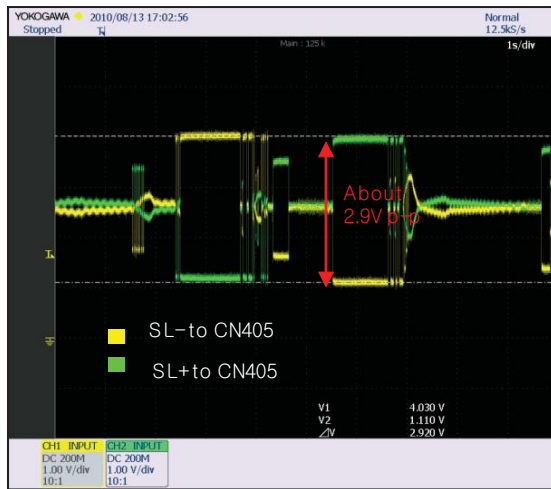 YOKOGAWA 2010/08/13 17:02:56
Stopped
Normal
12.5kS/s
Main : 125 k
1s/div
About
2.9V p-p
SL-to CN405
SL+to CN405
V1 4.030 V
V2 1.110 V
⊿V 2.920 V
CH1 INPUT
DC 200M
1.00 V/div
10:1
CH2 INPUT
DC 200M
1.00 V/div
10:1